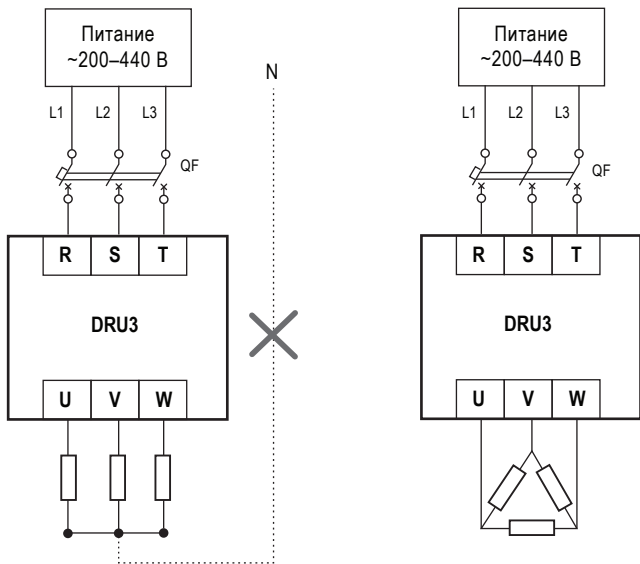 Питание
~200–440 В
N
L1 L2 L3
QF
R S T
DRU3
U V W
Питание
~200–440 В
L1 L2 L3
QF
R S T
DRU3
U V W